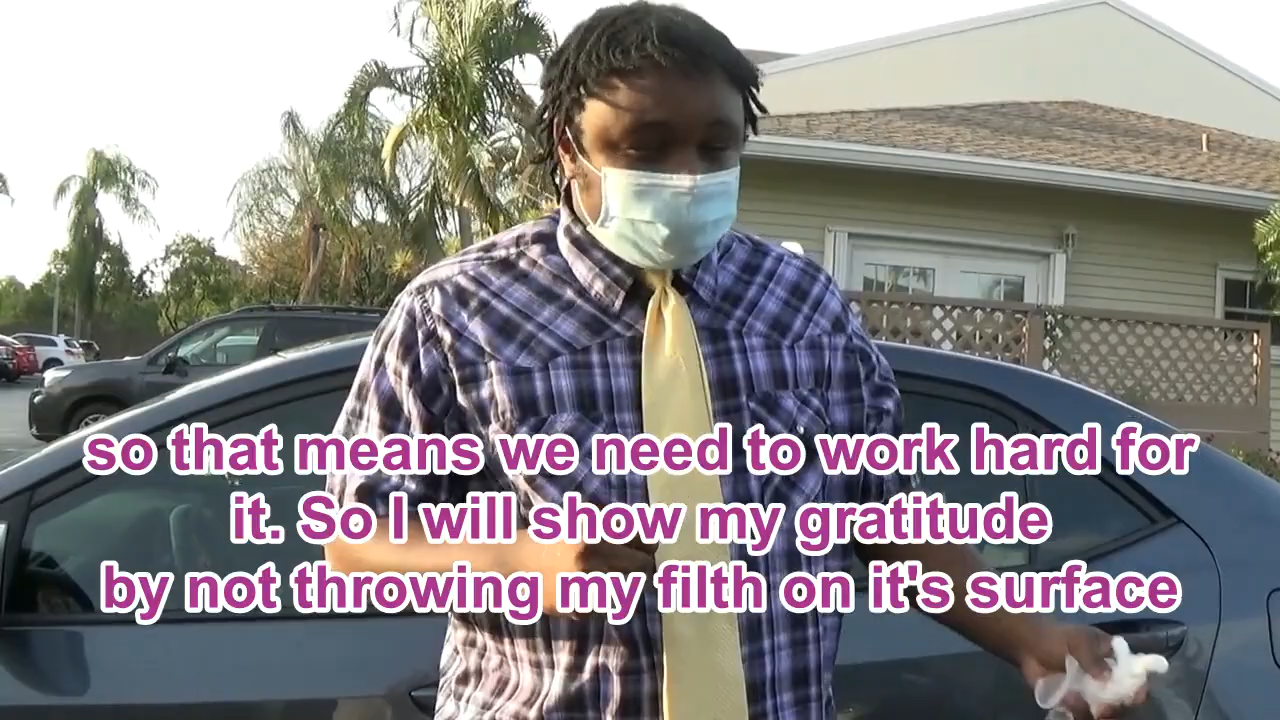 so that means we need to work hard for
it. So I will show my gratitude
by not throwing my filth on it's surface